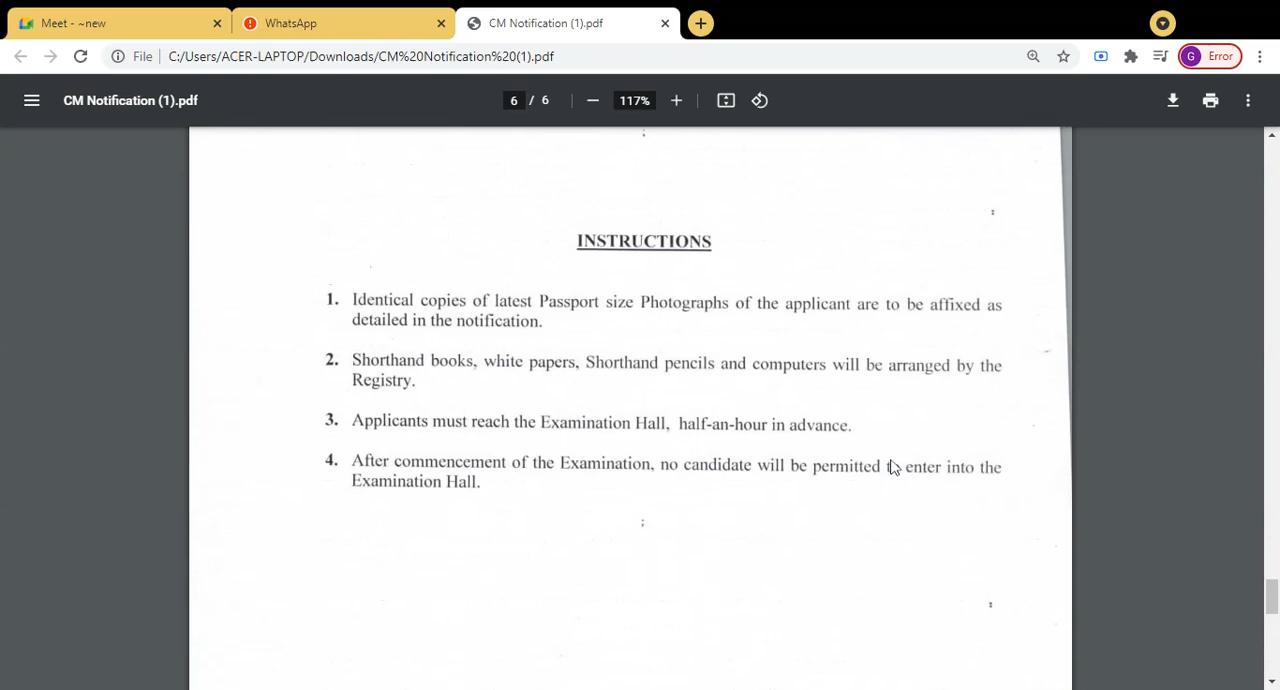 Meet - ~new
WhatsApp
CM Notification (1).pdf
File
C:/Users/ACER-LAPTOP/Downloads/CM%20Notification%20(1).pdf
G Error
CM Notification (1).pdf
6 / 6
117%
INSTRUCTIONS
1. Identical copies of latest Passport size Photographs of the applicant are to be affixed as
detailed in the notification.
2. Shorthand books, white papers, Shorthand pencils and computers will be arranged by the
Registry.
3. Applicants must reach the Examination Hall, half-an-hour in advance.
4. After commencement of the Examination, no candidate will be permitted to enter into the
Examination Hall.